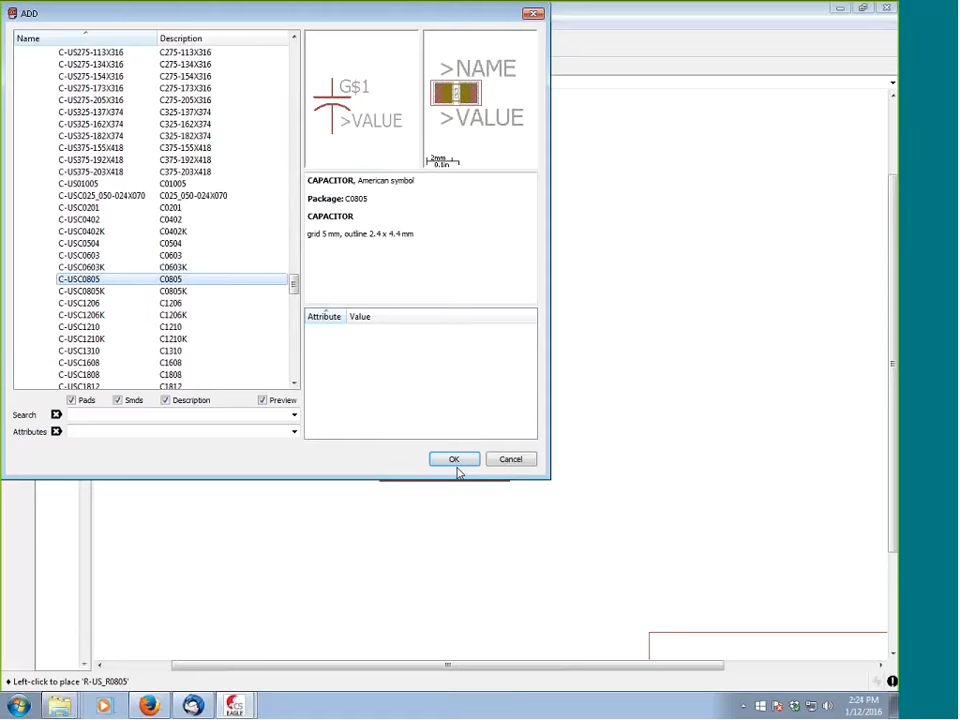 ADD
Name Description
C-US275-113X316 C275-113X316
C-US275-134X316 C275-134X316
C-US275-154X316 C275-154X316
C-US275-173X316 C275-173X316
C-US275-205X316 C275-205X316
C-US325-137X374 C325-137X374
C-US325-162X374 C325-162X374
C-US325-182X374 C325-182X374
C-US375-155X418 C375-155X418
C-US375-192X418 C375-192X418
C-US375-203X418 C375-203X418
C-US01005 C01005
C-USC025_050-024X070 C025_050-024X070
C-USC0201 C0201
C-USC0402 C0402
C-USC0402K C0402K
C-USC0504 C0504
C-USC0603 C0603
C-USC0603K C0603K
C-USC0805 C0805
C-USC0805K C0805K
C-USC1206 C1206
C-USC1206K C1206K
C-USC1210 C1210
C-USC1210K C1210K
C-USC1310 C1310
C-USC1608 C1608
C-USC1808 C1808
C-USC1812 C1812
Pads Smds Description Preview
Search
Attributes
G$1
>VALUE
>NAME
>VALUE
2mm
0.1in
CAPACITOR, American symbol
Package: C0805
CAPACITOR
grid 5 mm, outline 2.4 x 4.4 mm
Attribute Value
OK Cancel
Left-click to place 'R-US_R0805'
CS
EAGLE
2:24 PM
1/12/2016